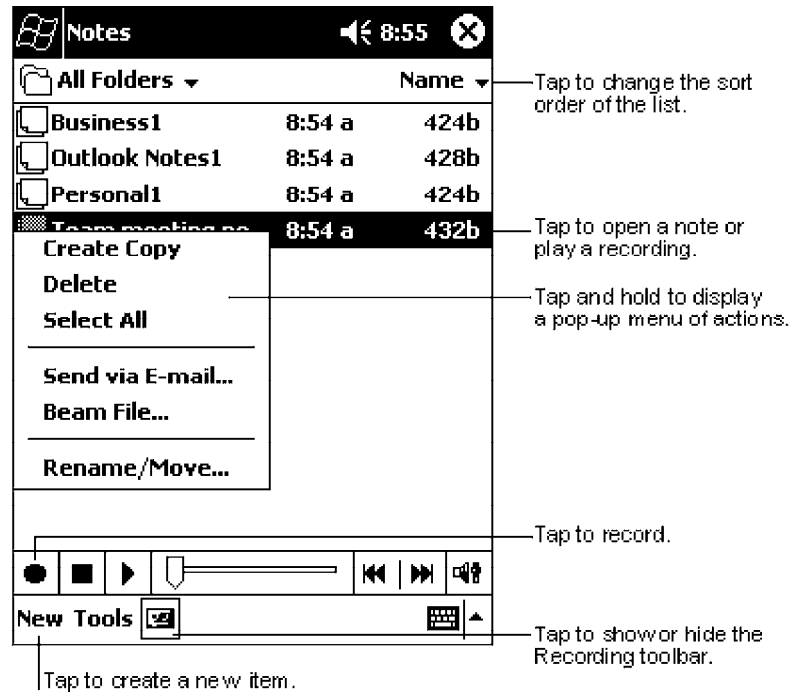 Notes 8:55
All Folders Name
Tap to change the sort
order of the list.
Business1 8:54 a 424b
Outlook Notes1 8:54 a 428b
Personal1 8:54 a 424b
Team meeting no... 8:54 a 432b
Tap to open a note or
play a recording.
Create Copy
Delete
Select All
Tap and hold to display
a pop-up menu of actions.
Send via E-mail...
Beam File...
Rename/Move...
Tap to record.
New Tools
Tap to show or hide the
Recording toolbar.
Tap to create a new item.